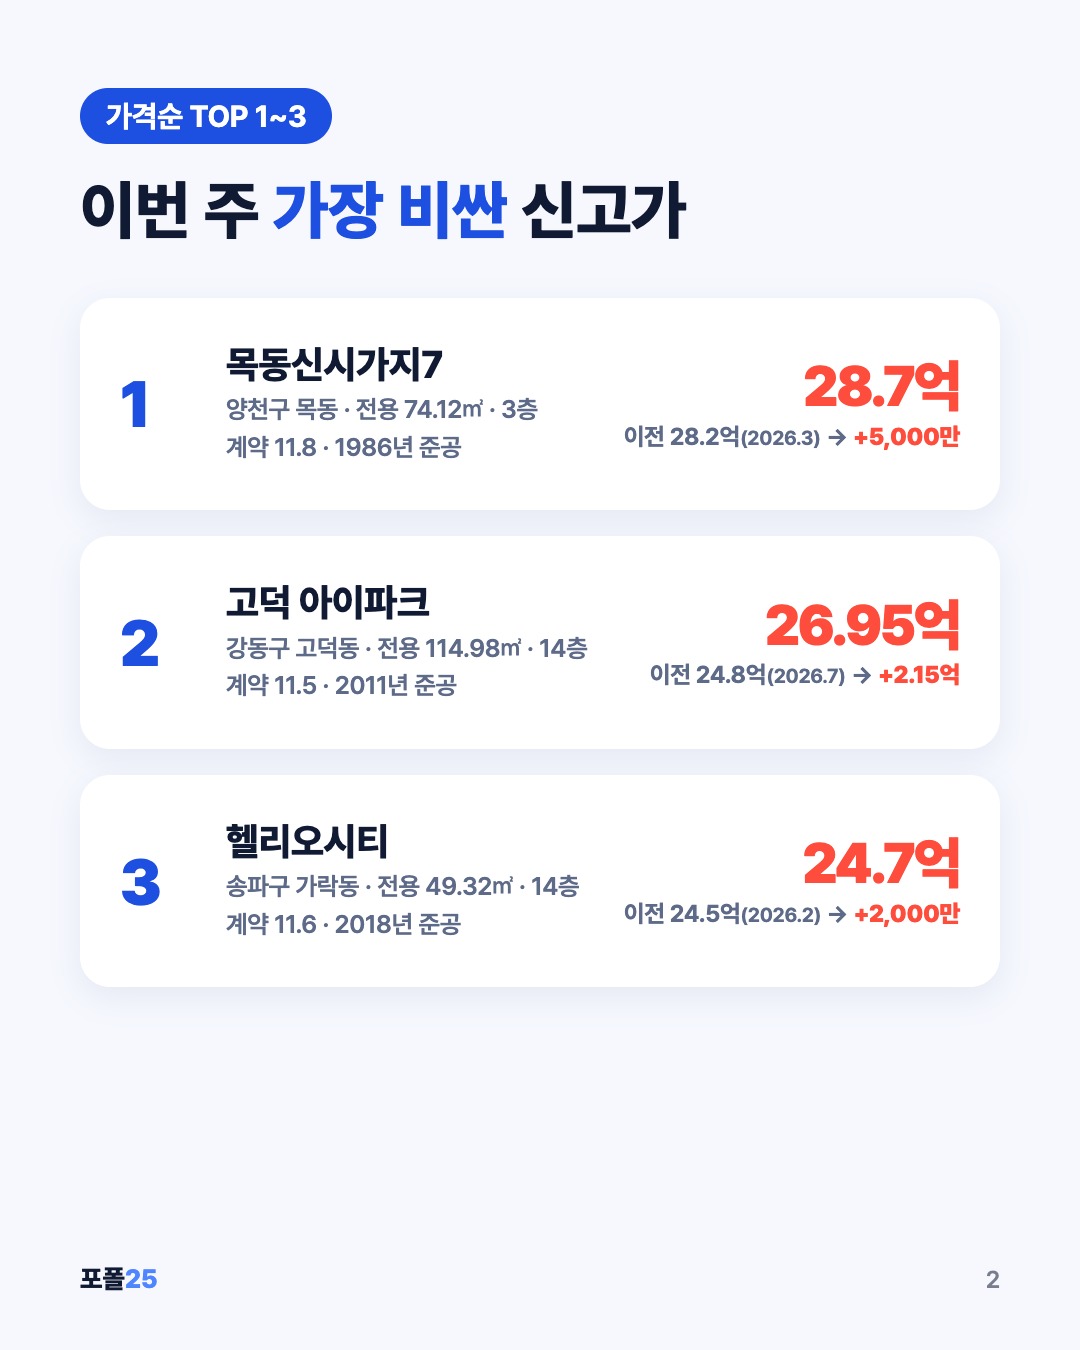 가격순 TOP 1~3
이번 주 가장 비싼 신고가
1
목동신시가지7
양천구 목동 · 전용 74.12㎡ · 3층
계약 11.8 · 1986년 준공
28.7억
이전 28.2억(2026.3) → +5,000만
2
고덕 아이파크
강동구 고덕동 · 전용 114.98㎡ · 14층
계약 11.5 · 2011년 준공
26.95억
이전 24.8억(2026.7) → +2.15억
3
헬리오시티
송파구 가락동 · 전용 49.32㎡ · 14층
계약 11.6 · 2018년 준공
24.7억
이전 24.5억(2026.2) → +2,000만
포폴25
2